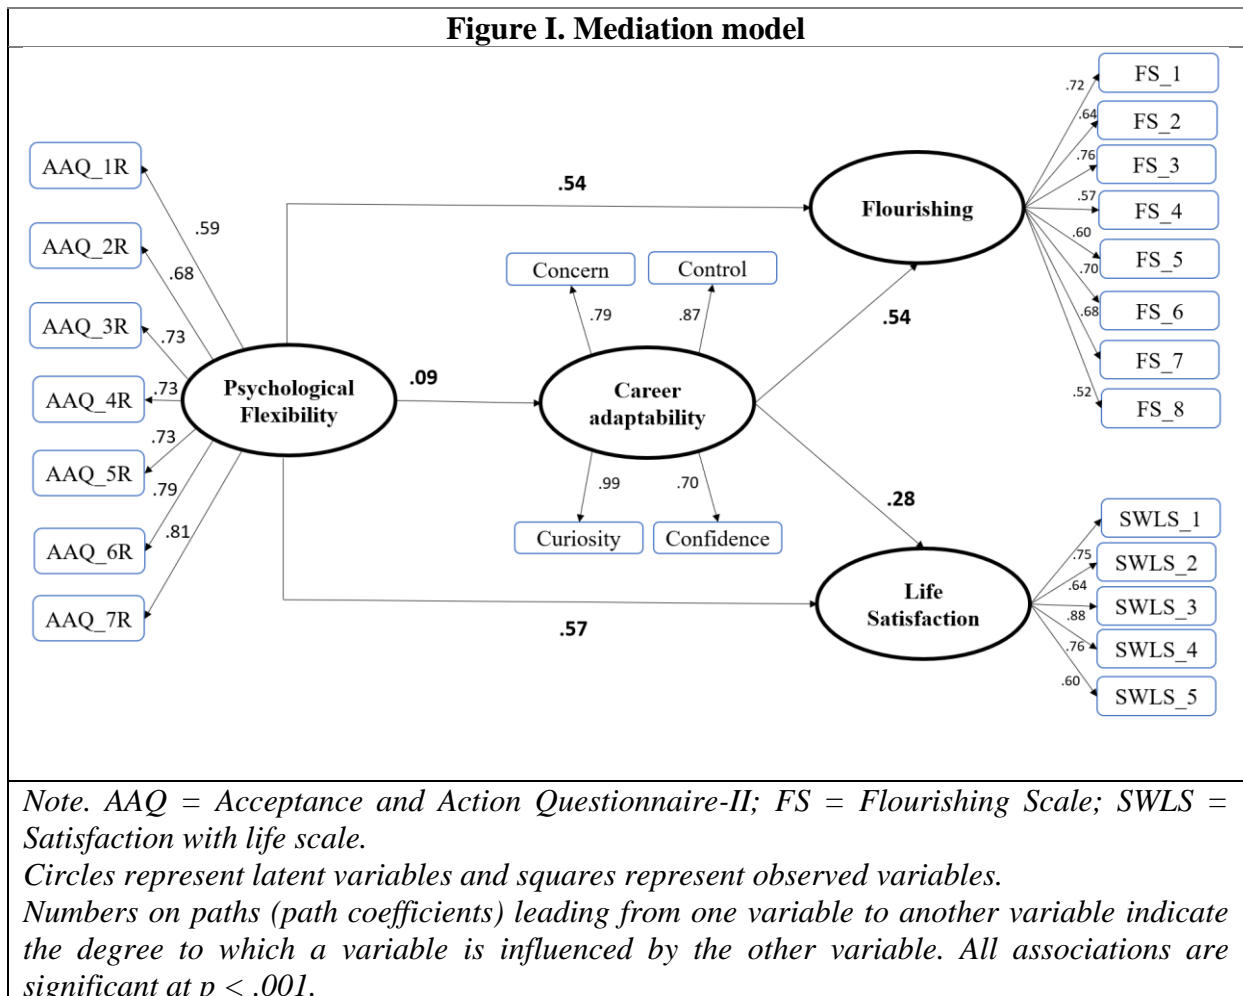 Figure I. Mediation model
FS_1
.72
FS_2
.64
FS_3
.76
FS_4
.57
FS_5
.60
FS_6
.70
FS_7
.68
FS_8
.52
AAQ_1R
.59
AAQ_2R
.68
AAQ_3R
.73
AAQ_4R
.73
AAQ_5R
.73
AAQ_6R
.79
AAQ_7R
.81
.54
Flourishing
Concern
Control
.79
.87
.54
Psychological
Flexibility
.09
Career
adaptability
.99
.70
Curiosity
Confidence
.28
.57
Life
Satisfaction
SWLS_1
.75
SWLS_2
.64
SWLS_3
.88
SWLS_4
.76
SWLS_5
.60
Note. AAQ = Acceptance and Action Questionnaire-II; FS = Flourishing Scale; SWLS =
Satisfaction with life scale.
Circles represent latent variables and squares represent observed variables.
Numbers on paths (path coefficients) leading from one variable to another variable indicate
the degree to which a variable is influenced by the other variable. All associations are
significant at p < .001.